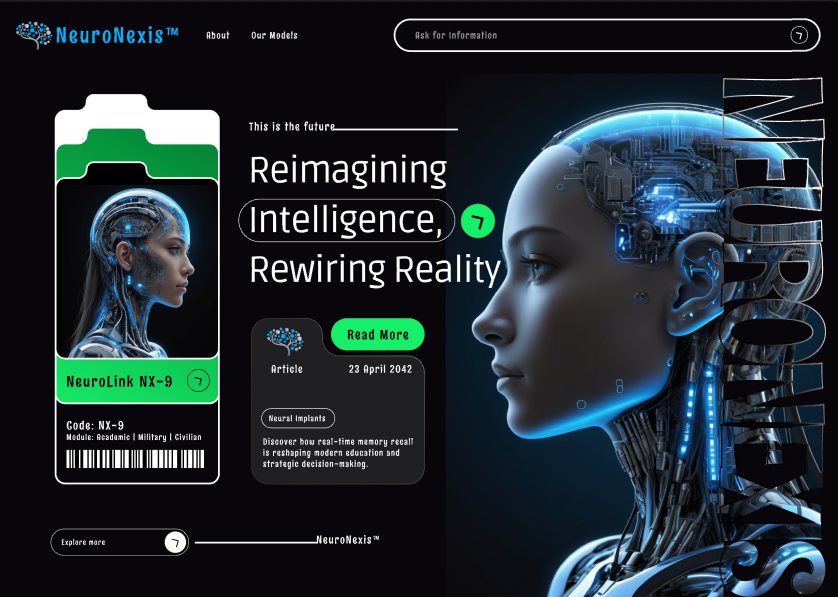 NeuroNexis™
About
Our Models
Ask for Information
This is the future
Reimagining
Intelligence,
Rewiring Reality
NeuroLink NX-9
Code: NX-9
Module: Academic | Military | Civilian
Read More
Article
23 April 2042
Neural Implants
Discover how real-time memory recall
is reshaping modern education and
strategic decision-making.
Explore more
NeuroNexis™
NEURONEXIS